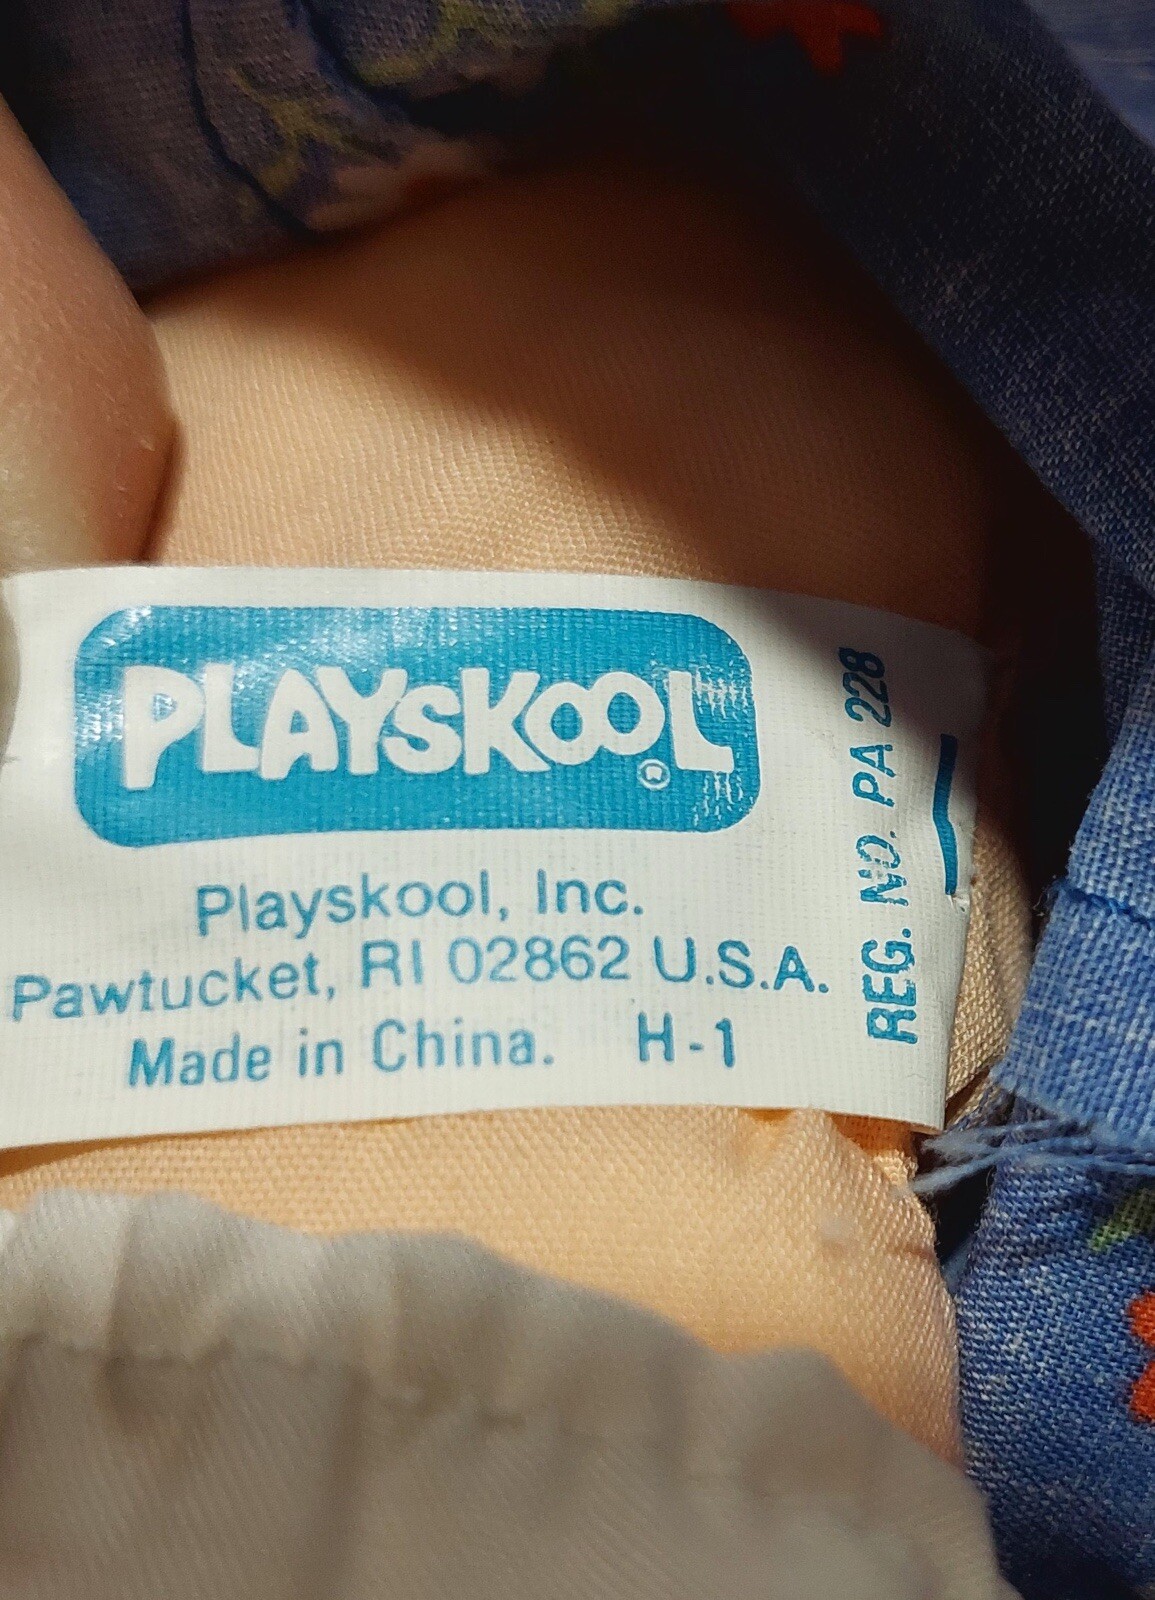 PLAYSKOOL®
Playskool, Inc.
Pawtucket, RI 02862 U.S.A.
Made in China. H-1
REG. NO. PA 228